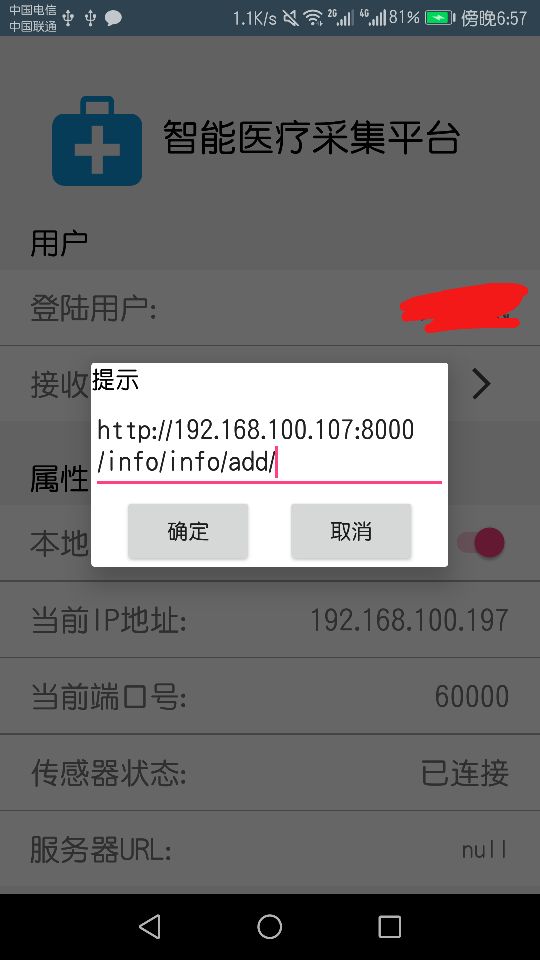 中国电信
中国联通
1.1K/s 2G 4G 81% 傍晚6:57
智能医疗采集平台
用户
登陆用户:
接收
提示
http://192.168.100.107:8000
/info/info/add/
确定 取消
属性
本地
当前IP地址: 192.168.100.197
当前端口号: 60000
传感器状态: 已连接
服务器URL: null